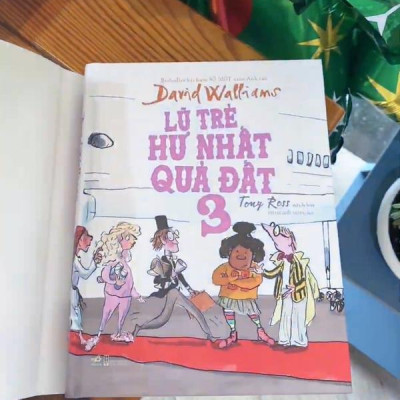 David Walliams
LŨ TRẺ
HƯ NHẤT
QUẢ ĐẤT
3
Tony Ross